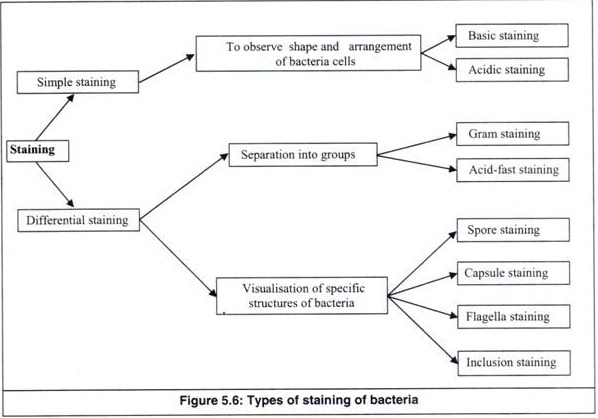 Staining
Simple staining
To observe shape and arrangement
of bacteria cells
Basic staining
Acidic staining
Differential staining
Separation into groups
Gram staining
Acid-fast staining
Visualisation of specific
structures of bacteria
Spore staining
Capsule staining
Flagella staining
Inclusion staining
Figure 5.6: Types of staining of bacteria